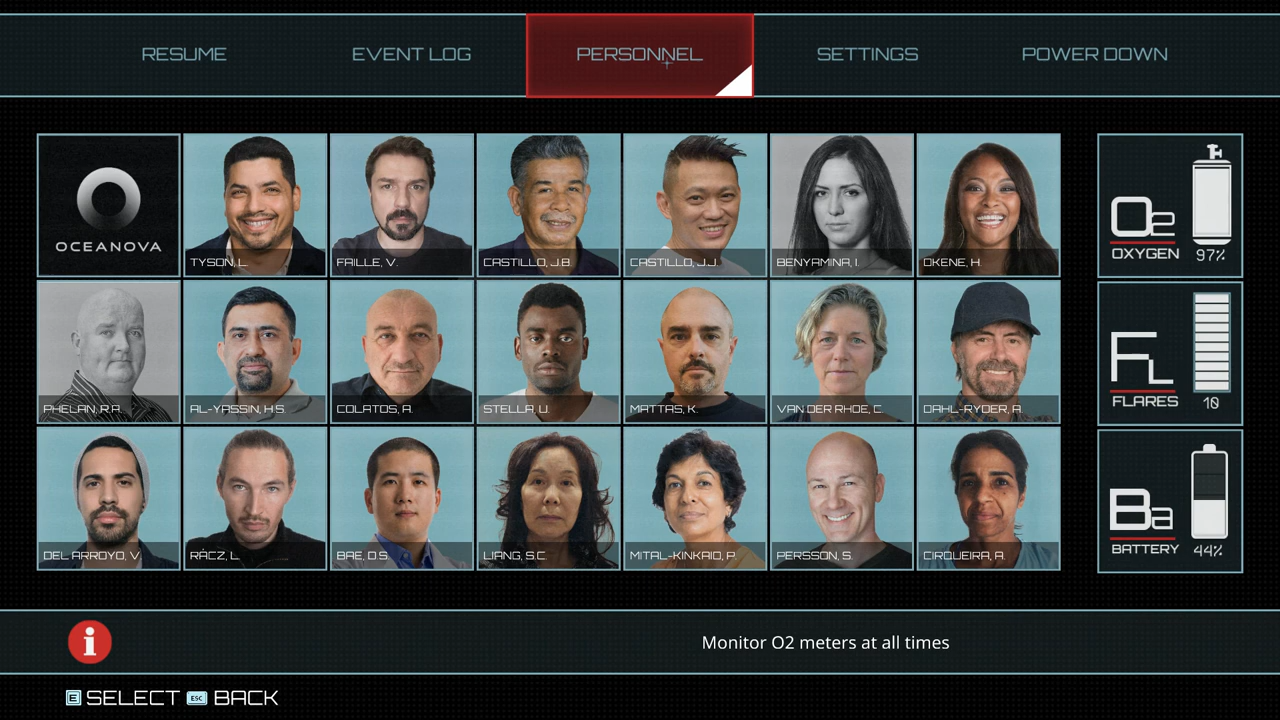 RESUME
EVENT LOG
PERSONNEL
SETTINGS
POWER DOWN
OCEANOVA
TYSON, L.
FAILLE, V.
CASTILLO, J.B.
CASTILLO, J.J.
BENYAMINA, I.
OKENE, H.
O2
OXYGEN
97%
PHELAN, R.A.
AL-YASSIN, H.S.
COLATOS, A.
STELLA, U.
MATTAS, K.
VAN DER RHOE, C.
DAHL-RYDER, A.
FL
FLARES
10
DEL ARROYO, V.
RÁCZ, L.
BAE, D.S.
LIANG, S.C.
MITAL-KINKAID, P.
PERSSON, S.
CIRQUEIRA, A.
Ba
BATTERY
44%
i
Monitor O2 meters at all times
E SELECT ESC BACK